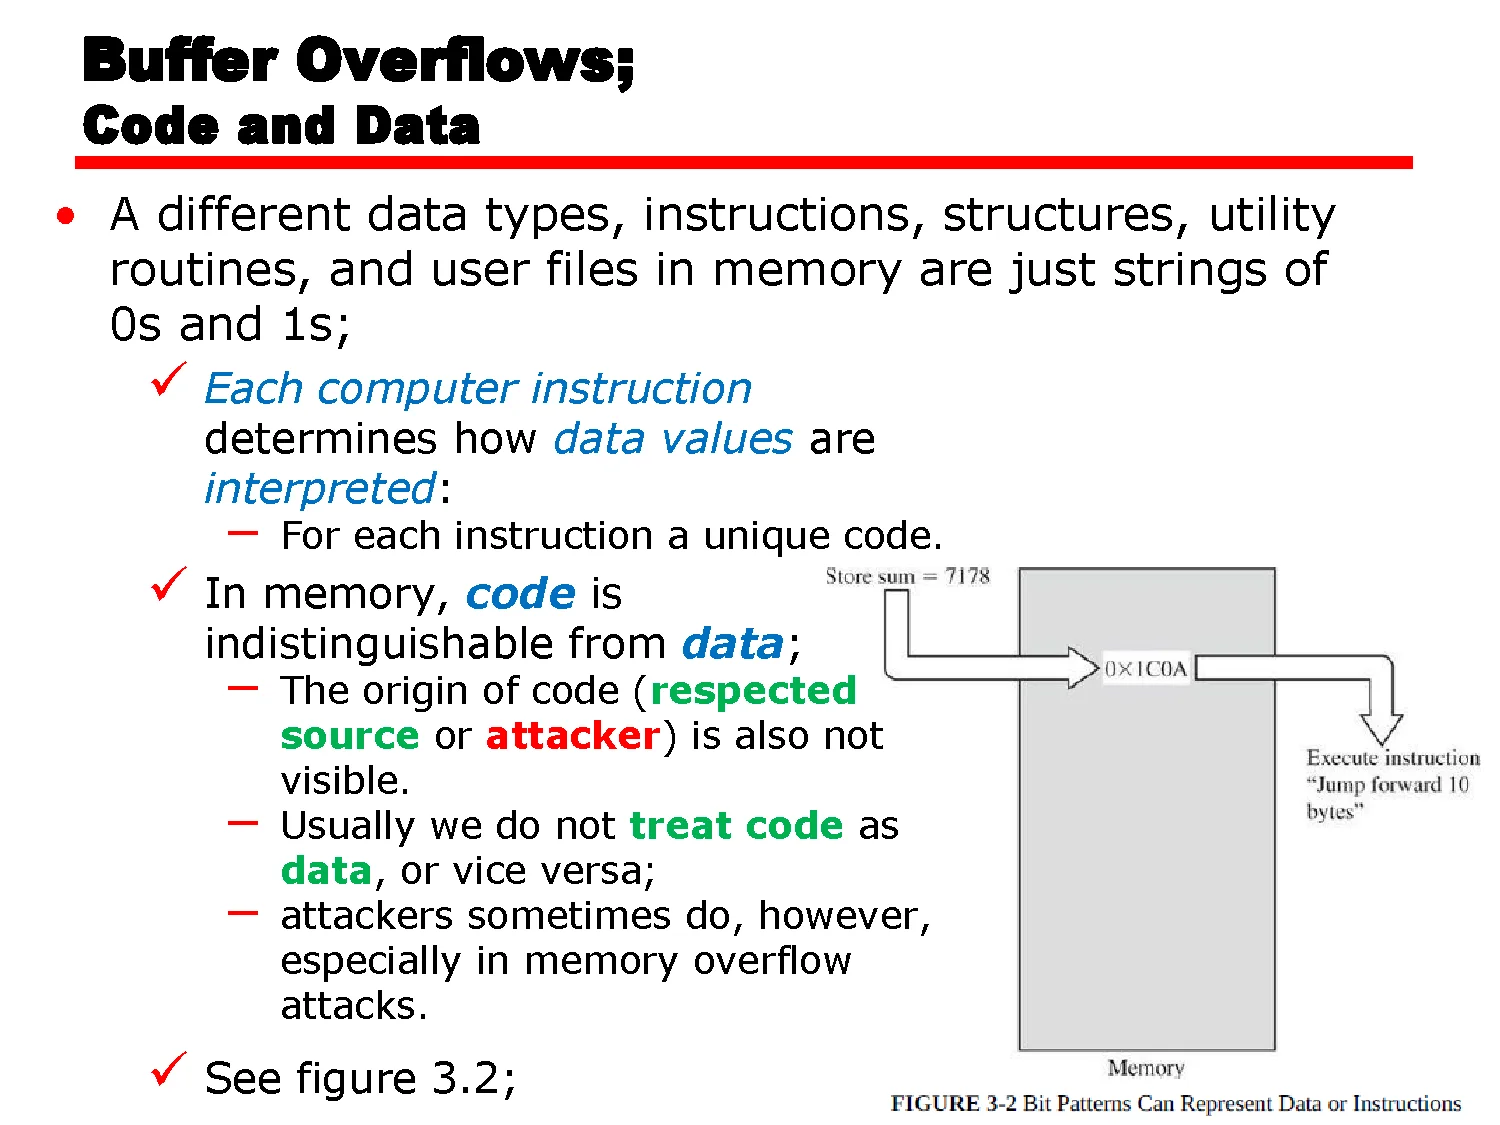 Buffer Overflows;
Code and Data
• A different data types, instructions, structures, utility
routines, and user files in memory are just strings of
0s and 1s;
✓ Each computer instruction
determines how data values are
interpreted:
– For each instruction a unique code.
✓ In memory, code is
indistinguishable from data;
– The origin of code (respected
source or attacker) is also not
visible.
– Usually we do not treat code as
data, or vice versa;
– attackers sometimes do, however,
especially in memory overflow
attacks.
✓ See figure 3.2;
Store sum = 7178
0×1C0A
Execute instruction
“Jump forward 10
bytes”
Memory
FIGURE 3-2 Bit Patterns Can Represent Data or Instructions